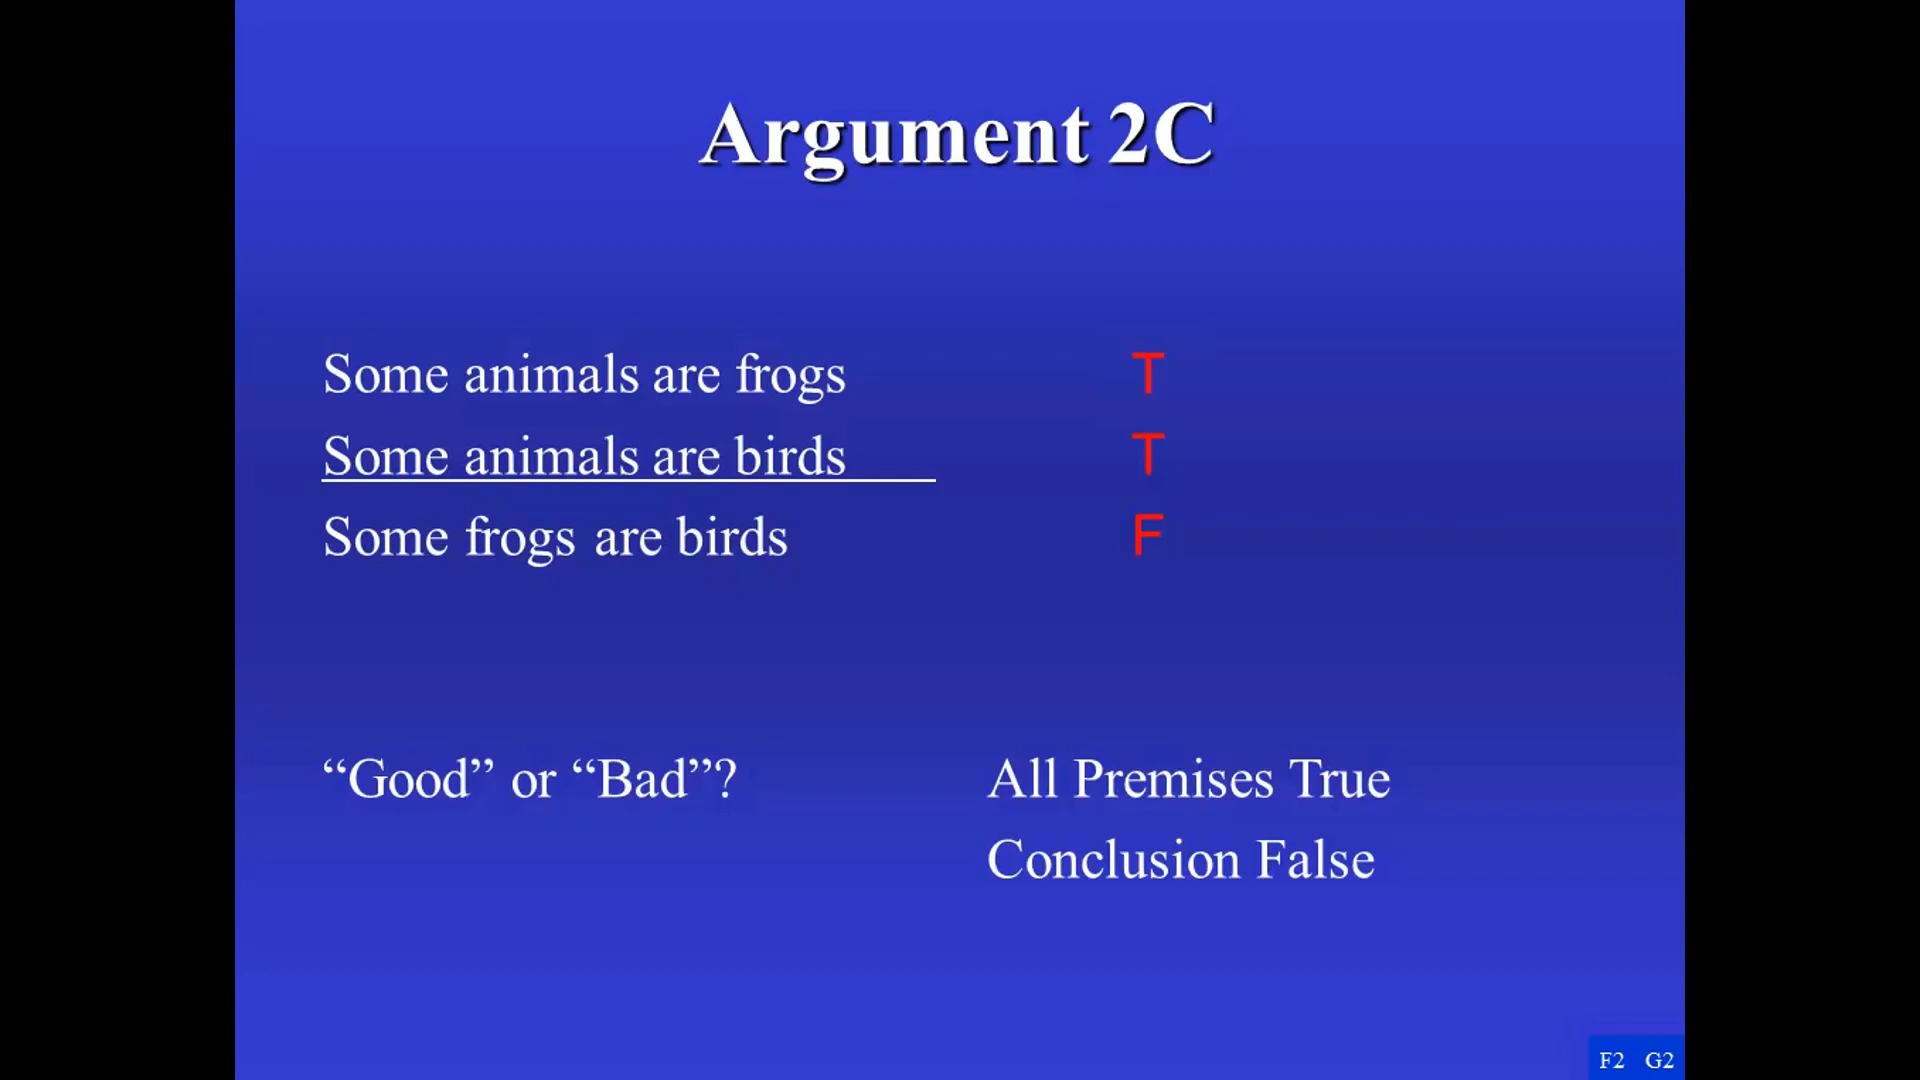 Argument 2C
Some animals are frogs T
Some animals are birds T
Some frogs are birds F
“Good” or “Bad”? All Premises True
Conclusion False
F2 G2